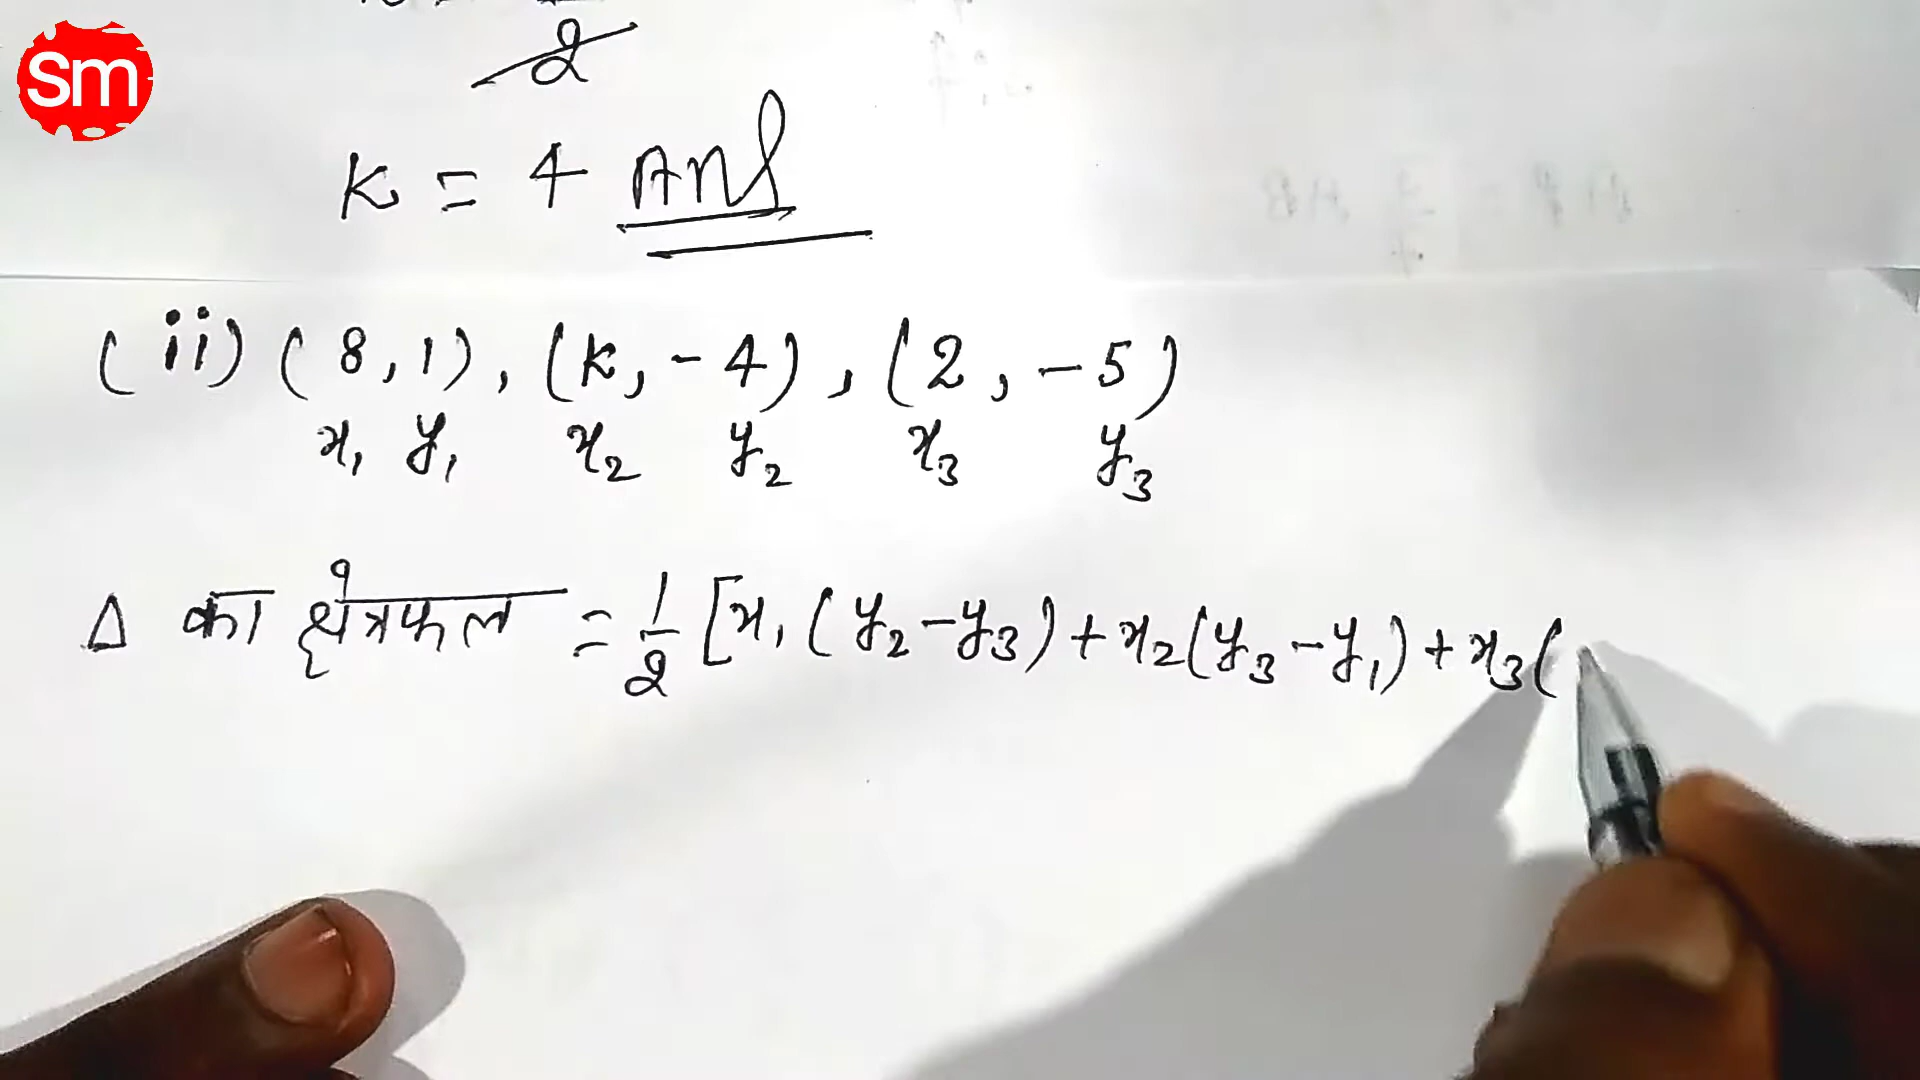 Sm
2
K = 4 Ans
(ii) (8, 1), (K, -4), (2, -5)
x₁ y₁ x₂ y₂ x₃ y₃
Δ का क्षेत्रफल = 1/2 [x₁(y₂-y₃)+x₂(y₃-y₁)+x₃(